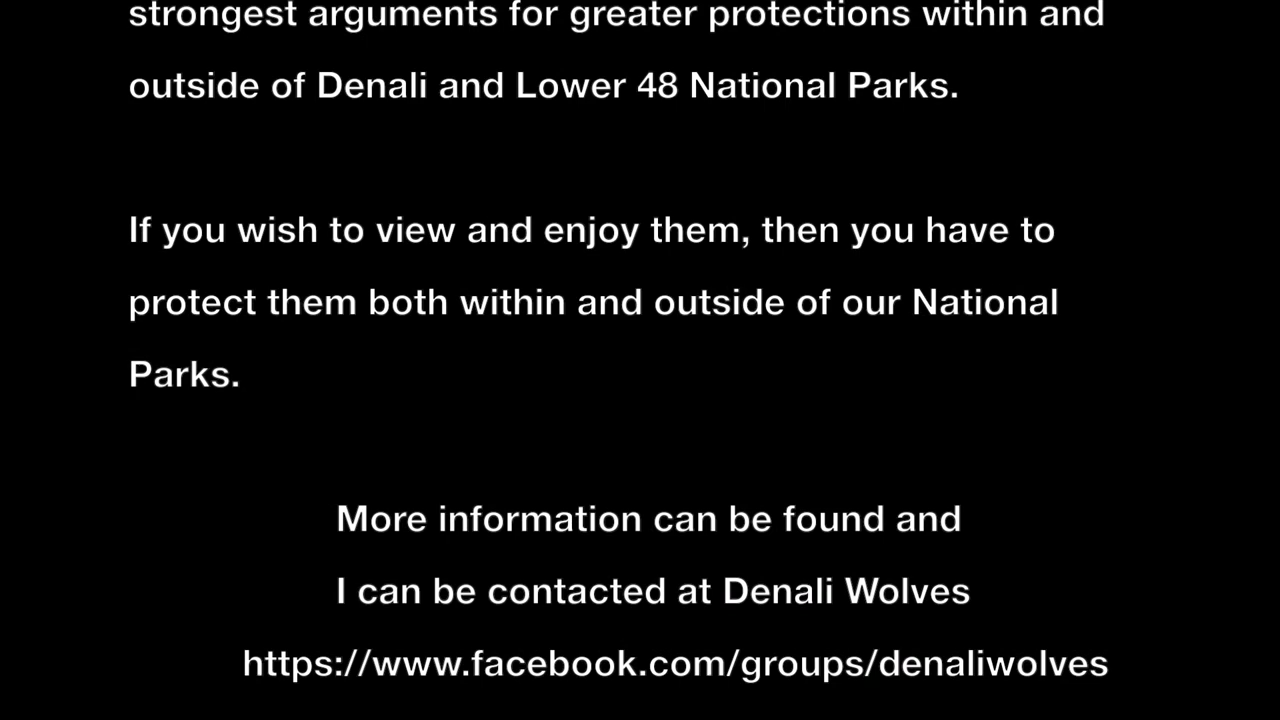 strongest arguments for greater protections within and
outside of Denali and Lower 48 National Parks.
If you wish to view and enjoy them, then you have to
protect them both within and outside of our National
Parks.
More information can be found and
I can be contacted at Denali Wolves
https://www.facebook.com/groups/denaliwolves